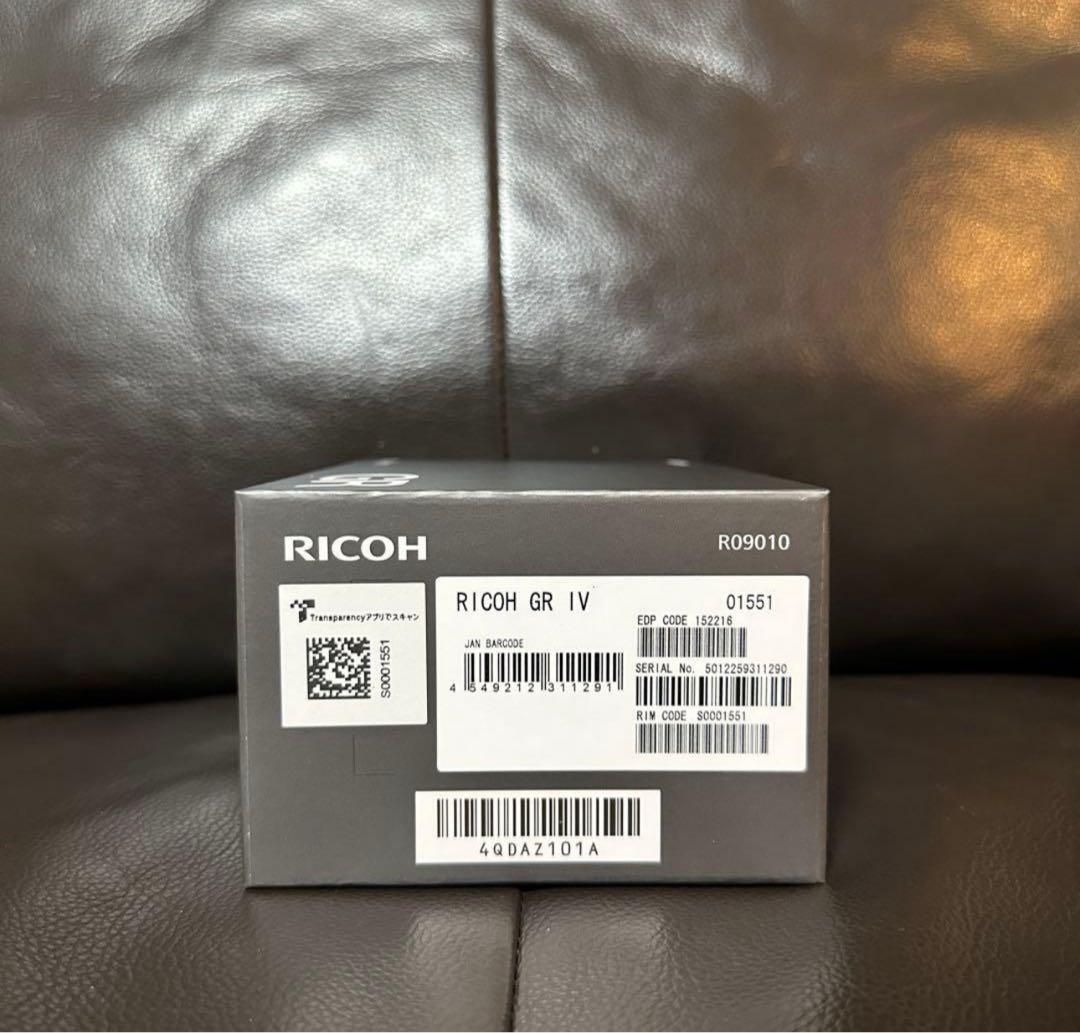 GR
RICOH
R09010
Transparencyアプリでスキャン
S0001551
RICOH GR IV
01551
EDP CODE 152216
JAN BARCODE
4 549212 311291
SERIAL No. 5012259311290
RIM CODE S0001551
4QDAZ101A